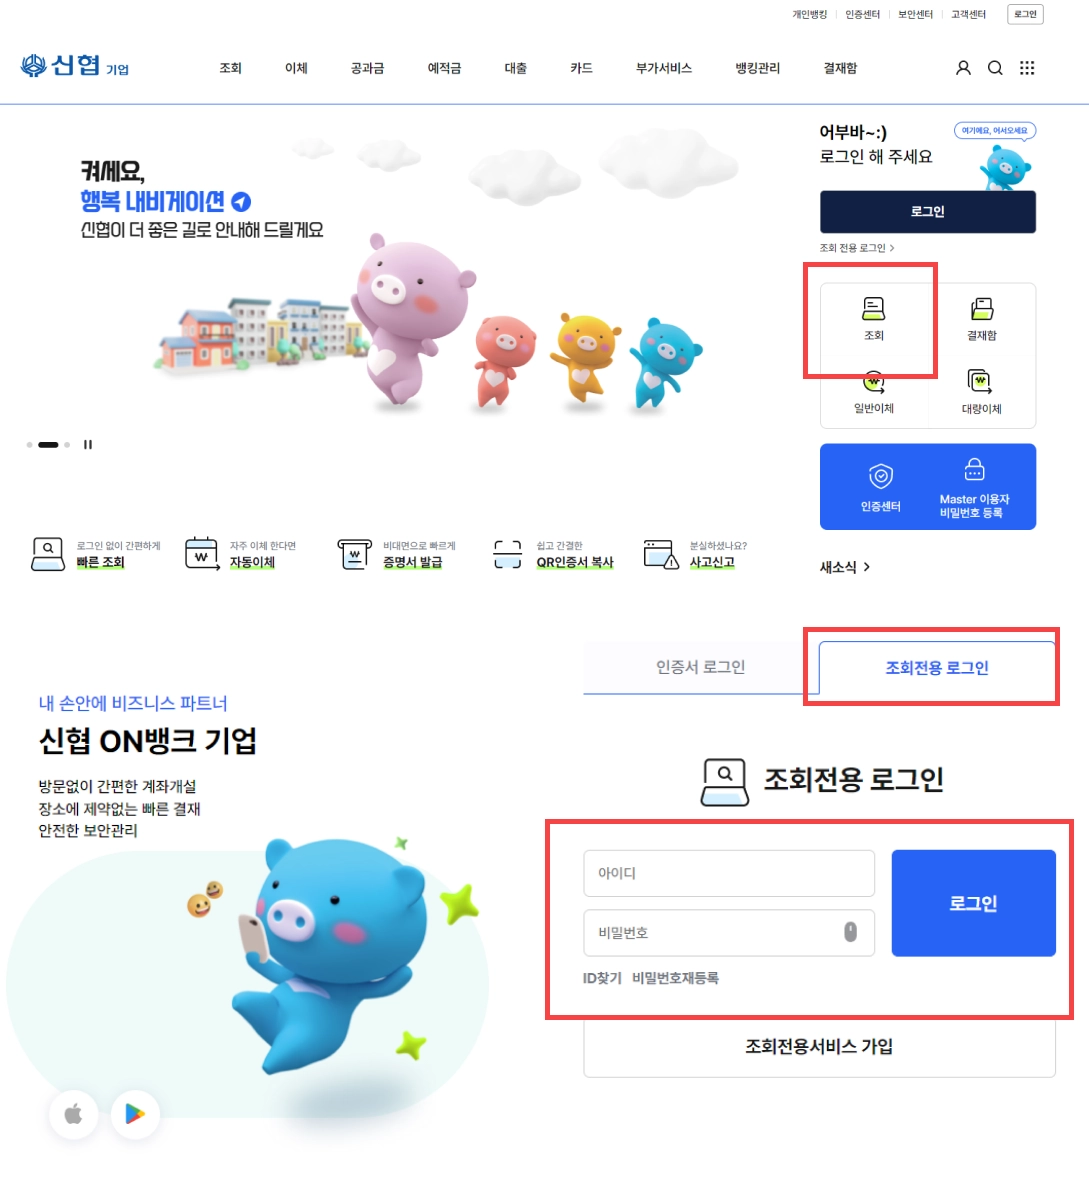 개인뱅킹 인증센터 보안센터 고객센터 로그인
신협 기업 조회 이체 공과금 예적금 대출 카드 부가서비스 뱅킹관리 결재함
켜세요,
행복 내비게이션
신협이 더 좋은 길로 안내해 드릴게요
어부바~:)
로그인 해 주세요
여기에요, 어서오세요
로그인
조회 전용 로그인 >
조회 결재함
일반이체 대량이체
인증센터
Master 이용자
비밀번호 등록
로그인 없이 간편하게
빠른 조회
자주 이체 한다면
자동이체
비대면으로 빠르게
증명서 발급
쉽고 간결한
QR인증서 복사
분실하셨나요?
사고신고
새소식 >
인증서 로그인 조회전용 로그인
내 손안에 비즈니스 파트너
신협 ON뱅크 기업
방문없이 간편한 계좌개설
장소에 제약없는 빠른 결재
안전한 보안관리
조회전용 로그인
아이디
비밀번호
로그인
ID찾기 비밀번호재등록
조회전용서비스 가입